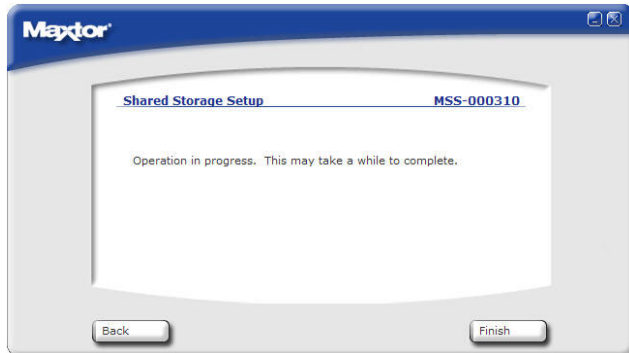 Maxtor
Shared Storage Setup MSS-000310
Operation in progress. This may take a while to complete.
Back Finish